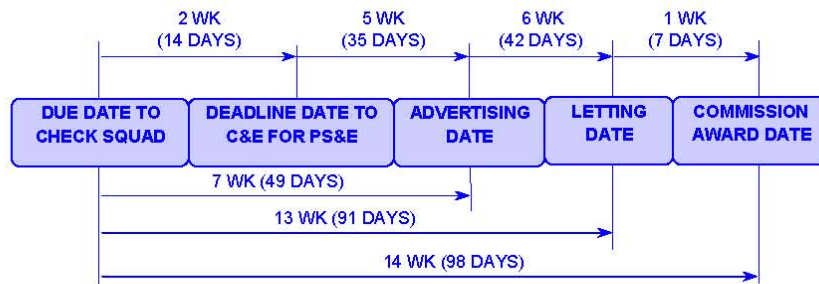 2 WK
(14 DAYS)
5 WK
(35 DAYS)
6 WK
(42 DAYS)
1 WK
(7 DAYS)
DUE DATE TO
CHECK SQUAD
DEADLINE DATE TO
C&E FOR PS&E
ADVERTISING
DATE
LETTING
DATE
COMMISSION
AWARD DATE
7 WK (49 DAYS)
13 WK (91 DAYS)
14 WK (98 DAYS)